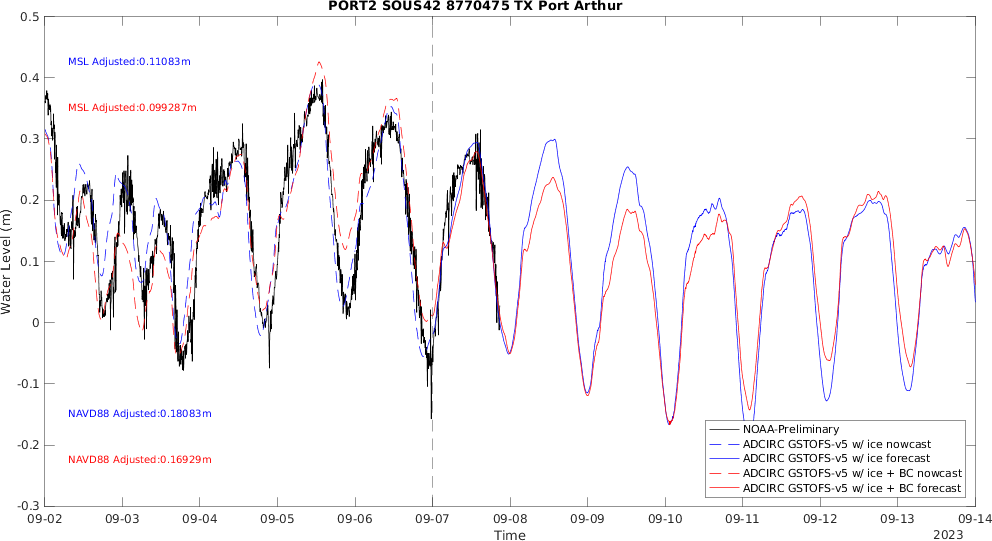 PORT2 SOUS42 8770475 TX Port Arthur
0.5
0.4
0.3
0.2
0.1
0
-0.1
-0.2
-0.3
Water Level (m)
MSL Adjusted:0.11083m
MSL Adjusted:0.099287m
NAVD88 Adjusted:0.18083m
NAVD88 Adjusted:0.16929m
NOAA-Preliminary
ADCIRC GSTOFS-v5 w/ ice nowcast
ADCIRC GSTOFS-v5 w/ ice forecast
ADCIRC GSTOFS-v5 w/ ice + BC nowcast
ADCIRC GSTOFS-v5 w/ ice + BC forecast
09-02 09-03 09-04 09-05 09-06 09-07 09-08 09-09 09-10 09-11 09-12 09-13 09-14
Time
2023